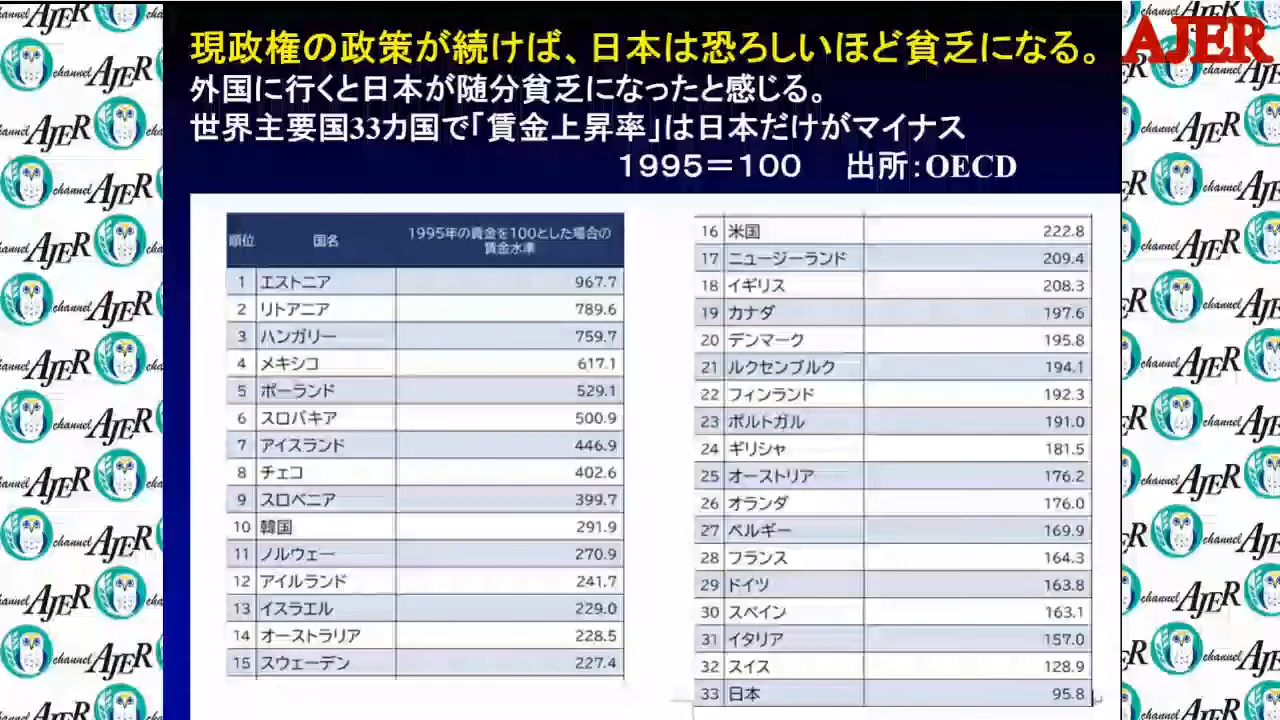 現政権の政策が続けば、日本は恐ろしいほど貧乏になる。
外国に行くと日本が随分貧乏になったと感じる。
世界主要国33カ国で「賃金上昇率」は日本だけがマイナス
1995＝100　出所：OECD
AJER
順位 国名 1995年の賃金を100とした場合の
賃金水準
1 エストニア 967.7
2 リトアニア 789.6
3 ハンガリー 759.7
4 メキシコ 617.1
5 ポーランド 529.1
6 スロバキア 500.9
7 アイスランド 446.9
8 チェコ 402.6
9 スロベニア 399.7
10 韓国 291.9
11 ノルウェー 270.9
12 アイルランド 241.7
13 イスラエル 229.0
14 オーストラリア 228.5
15 スウェーデン 227.4
16 米国 222.8
17 ニュージーランド 209.4
18 イギリス 208.3
19 カナダ 197.6
20 デンマーク 195.8
21 ルクセンブルク 194.1
22 フィンランド 192.3
23 ポルトガル 191.0
24 ギリシャ 181.5
25 オーストリア 176.2
26 オランダ 176.0
27 ベルギー 169.9
28 フランス 164.3
29 ドイツ 163.8
30 スペイン 163.1
31 イタリア 157.0
32 スイス 128.9
33 日本 95.8
channel AJER